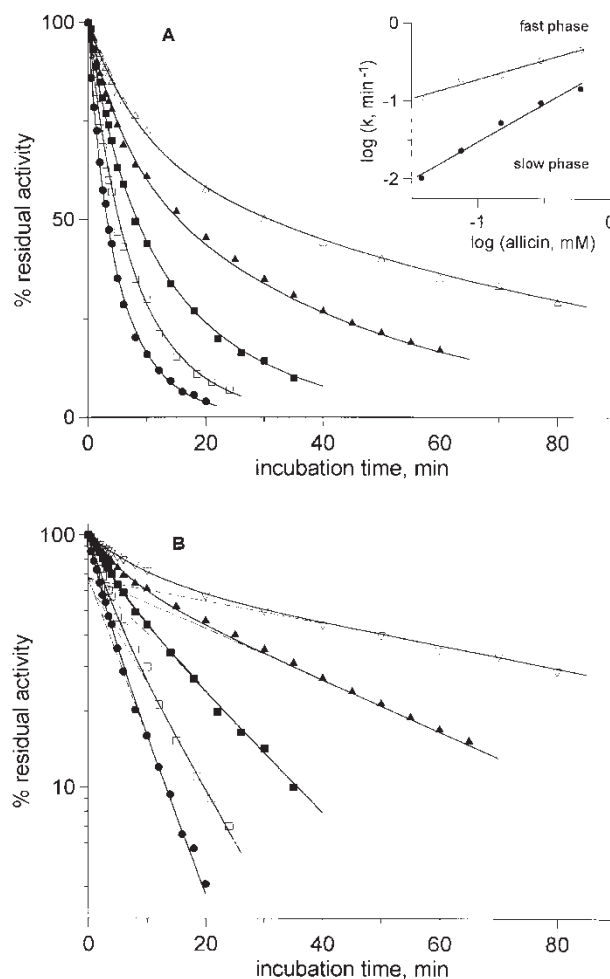 100
50
0
% residual activity
A
0
20
40
60
80
incubation time, min
0
-1
-2
log (k, min⁻¹)
fast phase
slow phase
-1
0
log (allicin, mM)
100
10
% residual activity
B
0
20
40
60
80
incubation time, min